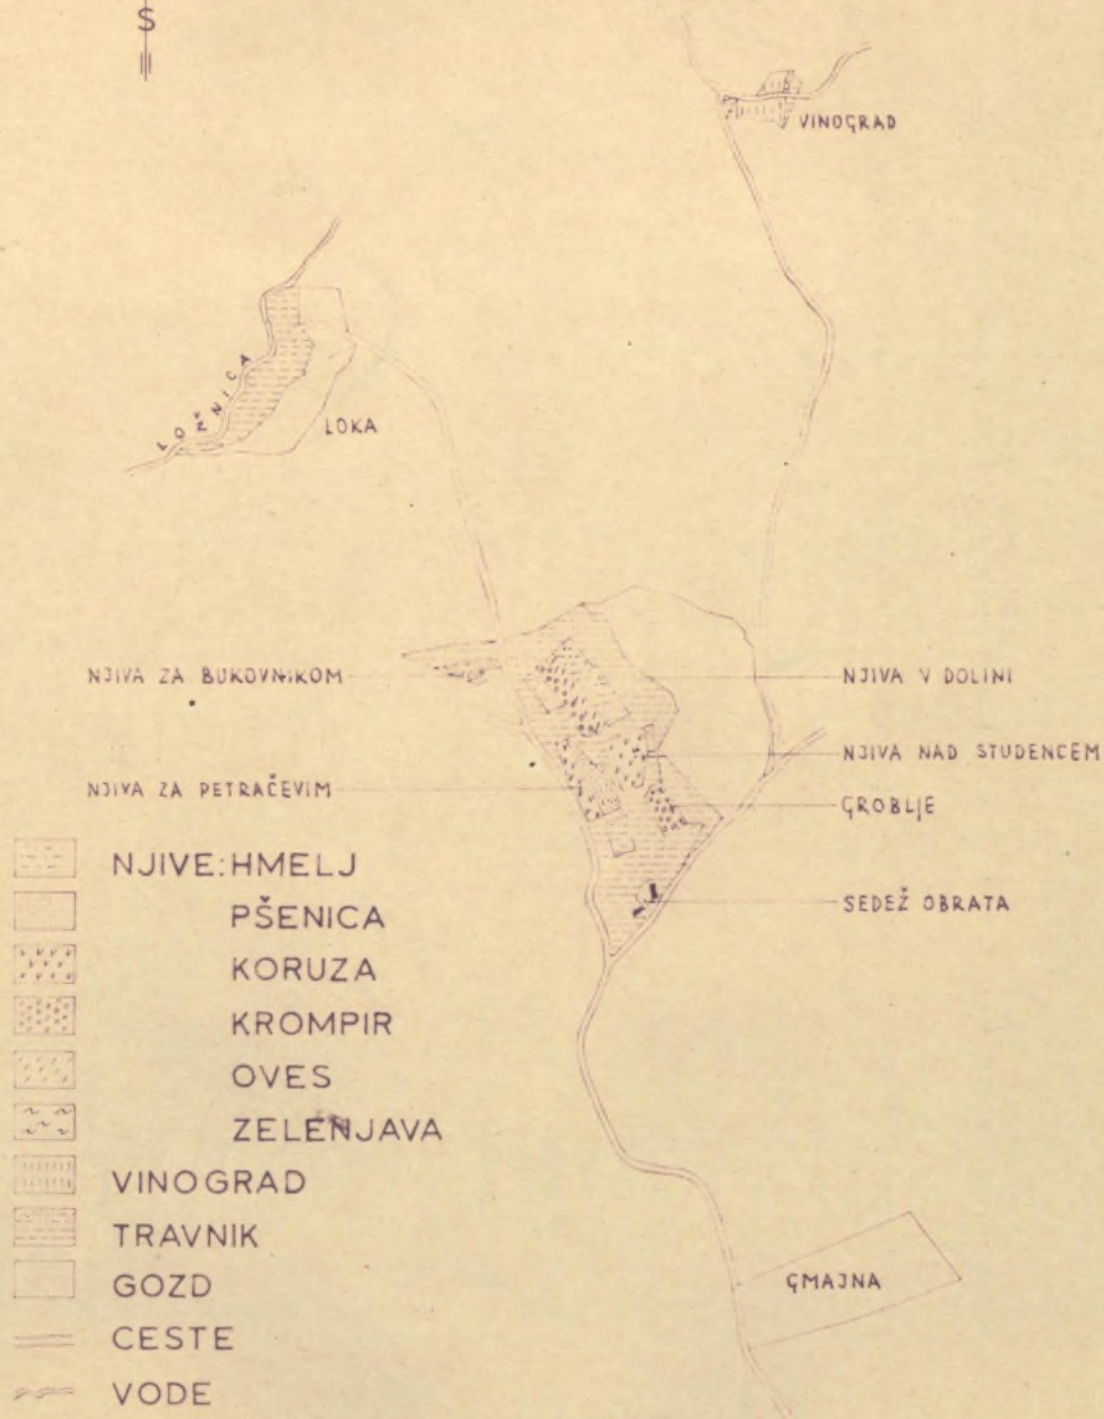 S
VINOGRAD
LOŽNICA
LOKA
NJIVA ZA BUKOVNIKOM
NJIVA V DOLINI
NJIVA NAD STUDENCEM
NJIVA ZA PETRAČEVIM
GROBLJE
SEDEŽ OBRATA
NJIVE: HMELJ
PŠENICA
KORUZA
KROMPIR
OVES
ZELENJAVA
VINOGRAD
TRAVNIK
GOZD
CESTE
VODE
GMAJNA